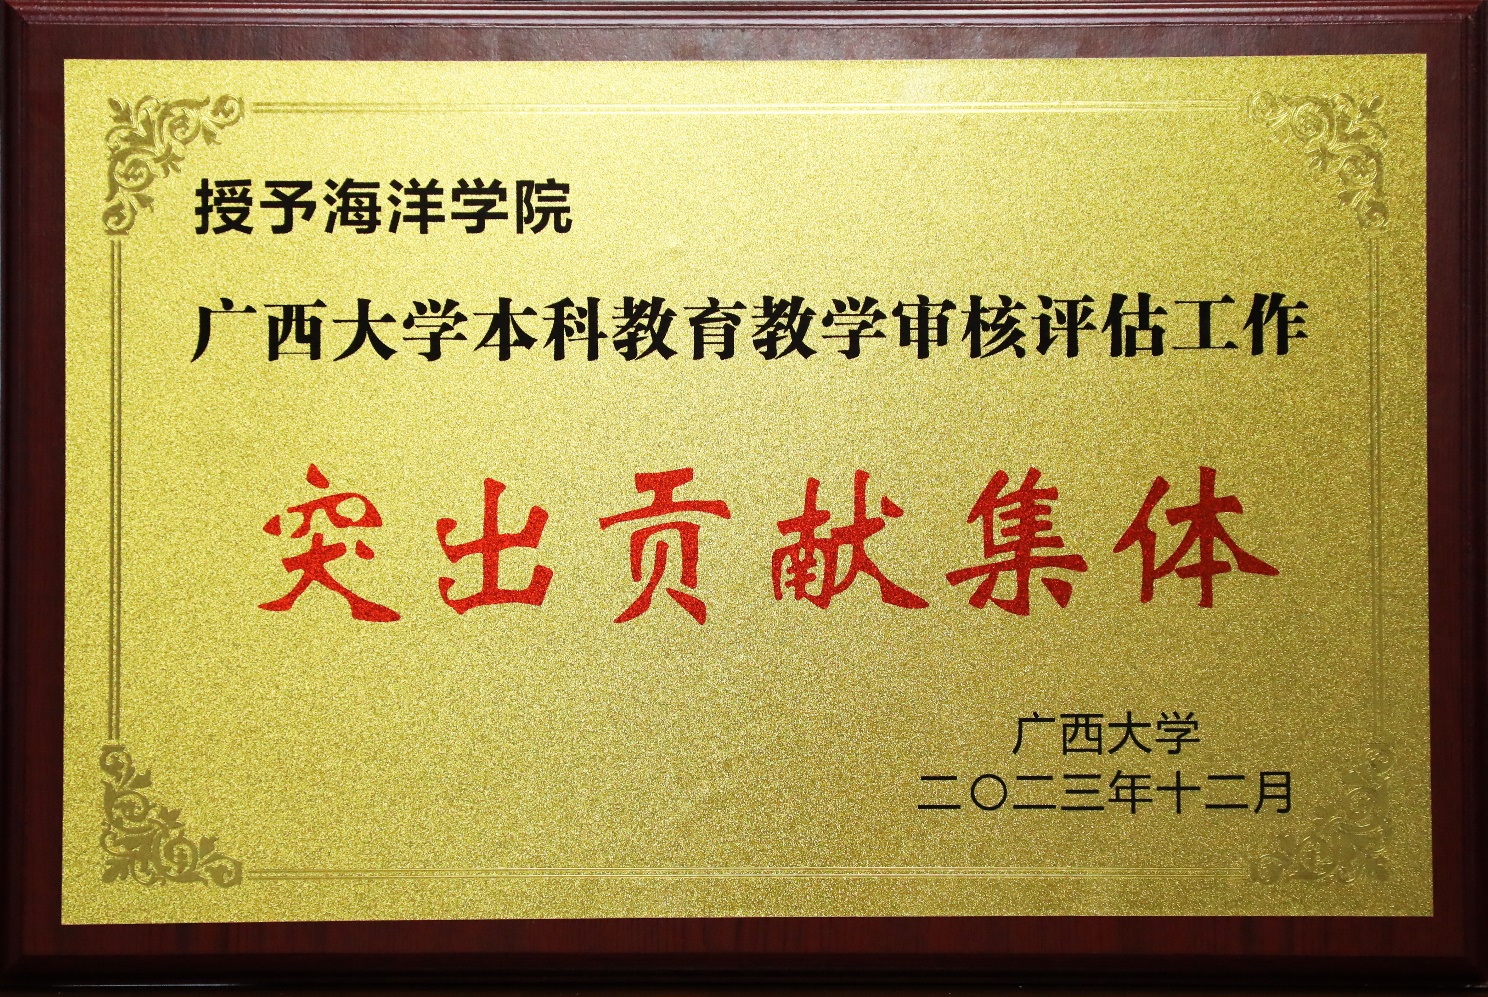 授予海洋学院
广西大学本科教育教学审核评估工作
突出贡献集体
广西大学
二〇二三年十二月